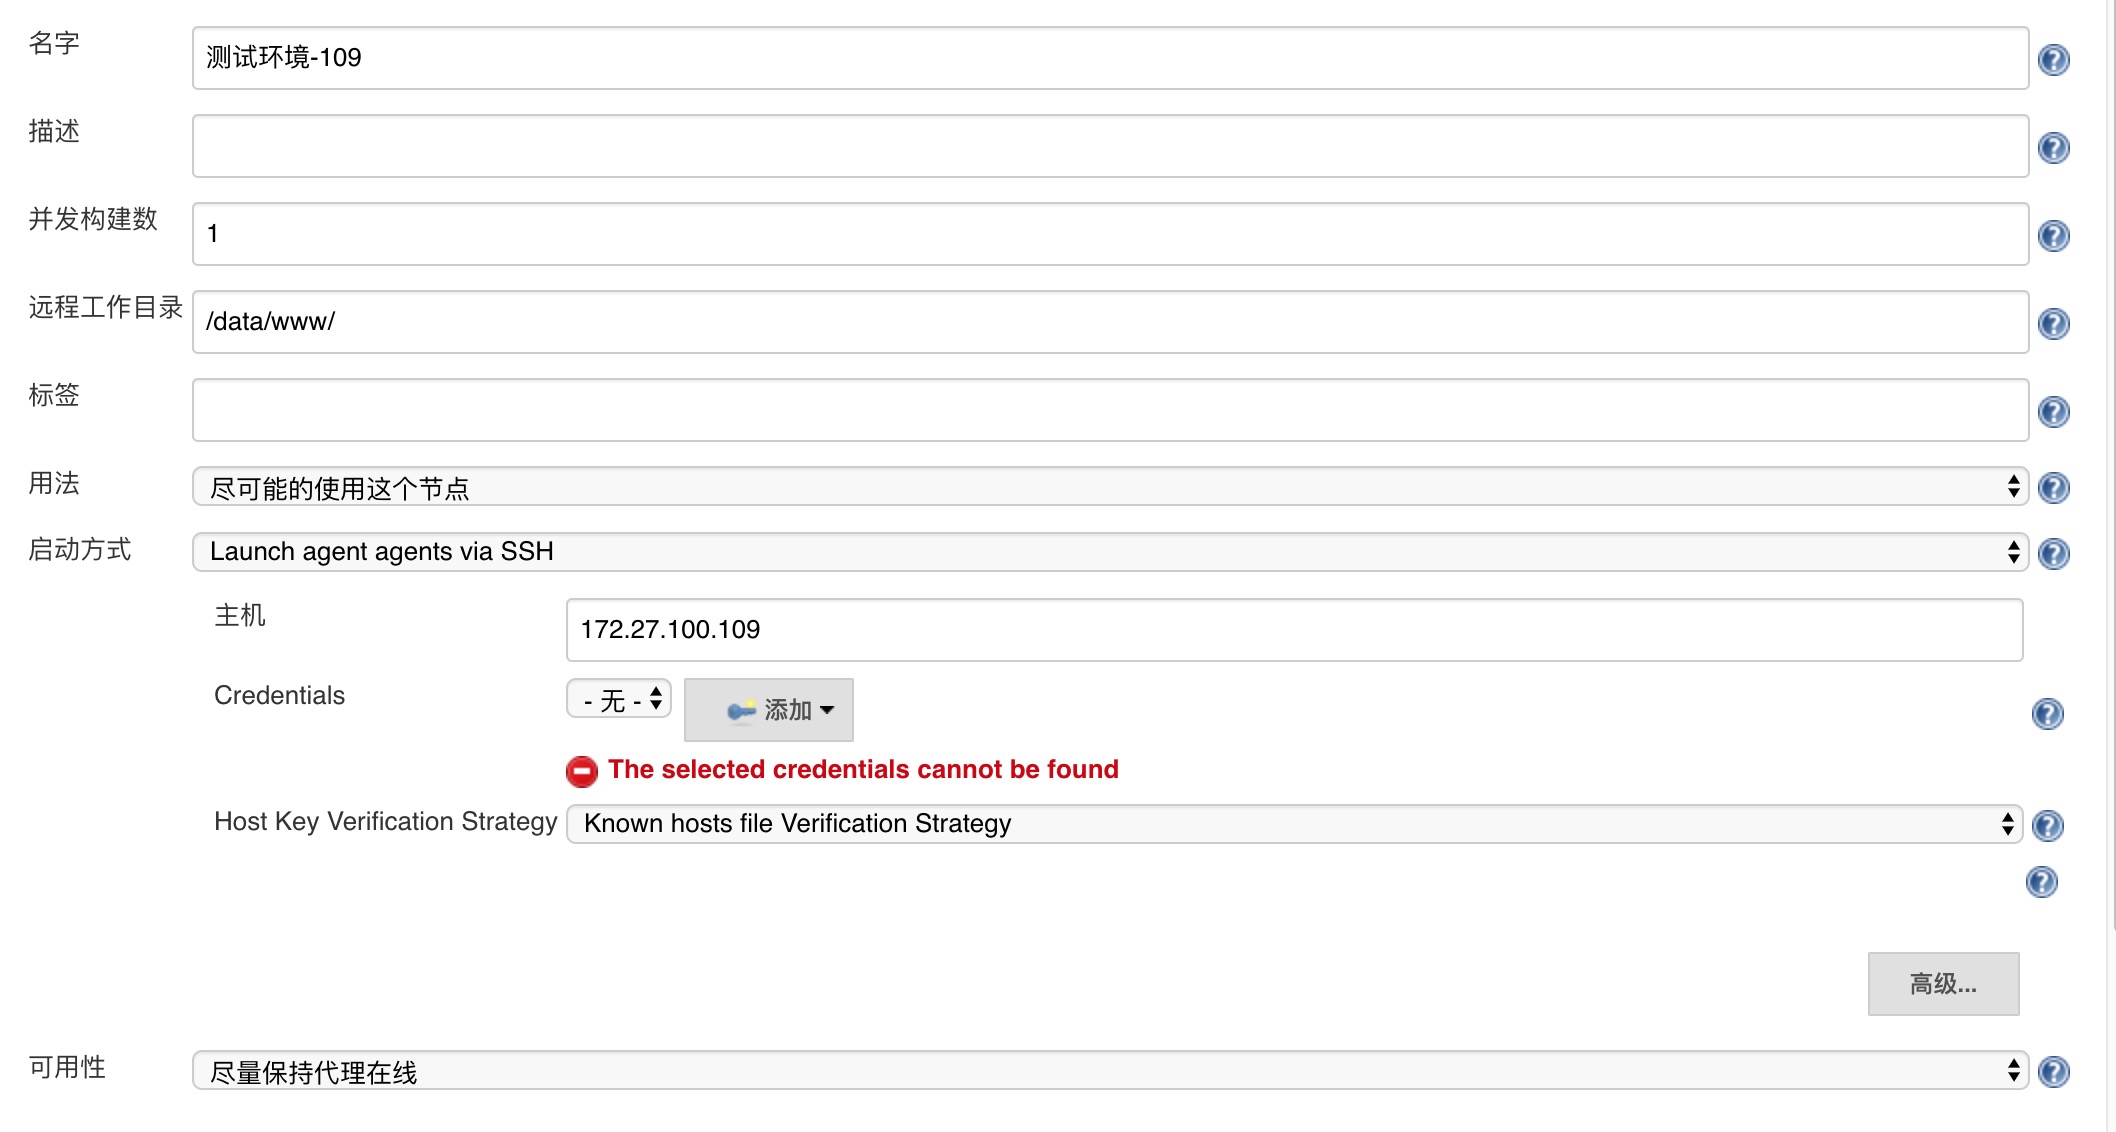 名字
测试环境-109
描述
并发构建数
1
远程工作目录
/data/www/
标签
用法
尽可能的使用这个节点
启动方式
Launch agent agents via SSH
主机
172.27.100.109
Credentials
- 无 -
添加
The selected credentials cannot be found
Host Key Verification Strategy
Known hosts file Verification Strategy
高级...
可用性
尽量保持代理在线